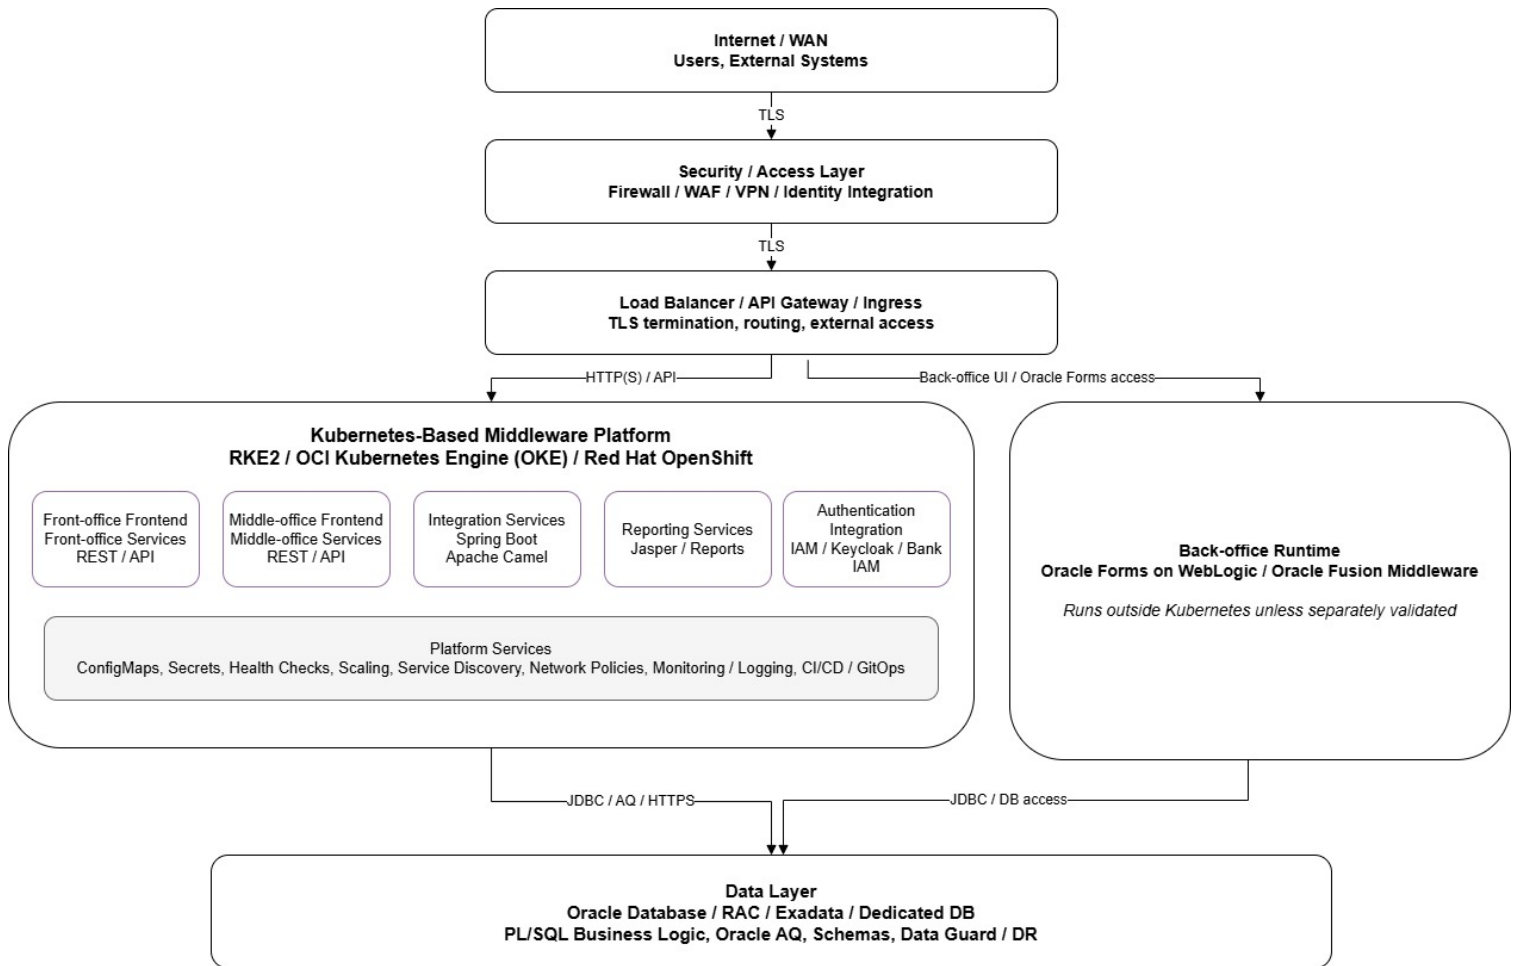 Internet / WAN
Users, External Systems
TLS
Security / Access Layer
Firewall / WAF / VPN / Identity Integration
TLS
Load Balancer / API Gateway / Ingress
TLS termination, routing, external access
HTTP(S) / API
Back-office UI / Oracle Forms access
Kubernetes-Based Middleware Platform
RKE2 / OCI Kubernetes Engine (OKE) / Red Hat OpenShift
Front-office Frontend
Front-office Services
REST / API
Middle-office Frontend
Middle-office Services
REST / API
Integration Services
Spring Boot
Apache Camel
Reporting Services
Jasper / Reports
Authentication
Integration
IAM / Keycloak / Bank
IAM
Platform Services
ConfigMaps, Secrets, Health Checks, Scaling, Service Discovery, Network Policies, Monitoring / Logging, CI/CD / GitOps
Back-office Runtime
Oracle Forms on WebLogic / Oracle Fusion Middleware
Runs outside Kubernetes unless separately validated
JDBC / AQ / HTTPS
JDBC / DB access
Data Layer
Oracle Database / RAC / Exadata / Dedicated DB
PL/SQL Business Logic, Oracle AQ, Schemas, Data Guard / DR